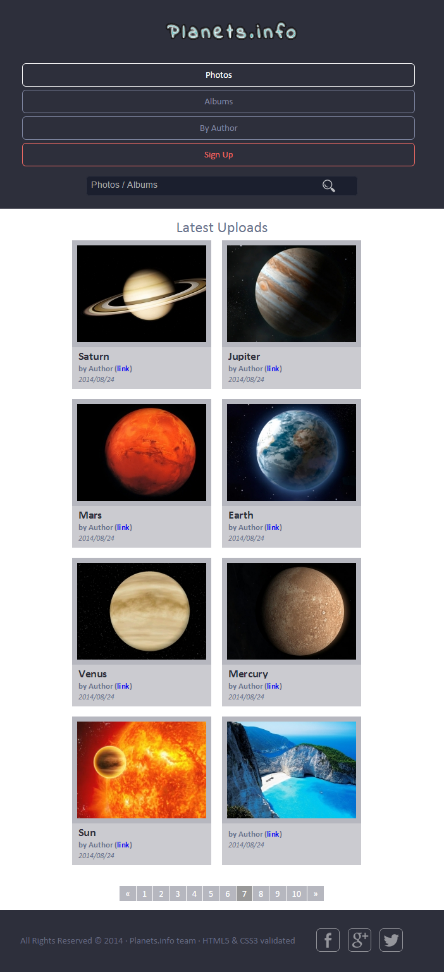 Planets.info
Photos
Albums
By Author
Sign Up
Photos / Albums
Latest Uploads
Saturn
by Author (link)
2014/08/24
Jupiter
by Author (link)
2014/08/24
Mars
by Author (link)
2014/08/24
Earth
by Author (link)
2014/08/24
Venus
by Author (link)
2014/08/24
Mercury
by Author (link)
2014/08/24
Sun
by Author (link)
2014/08/24
by Author (link)
2014/08/24
« 1 2 3 4 5 6 7 8 9 10 »
All Rights Reserved © 2014 · Planets.info team · HTML5 & CSS3 validated
f g+